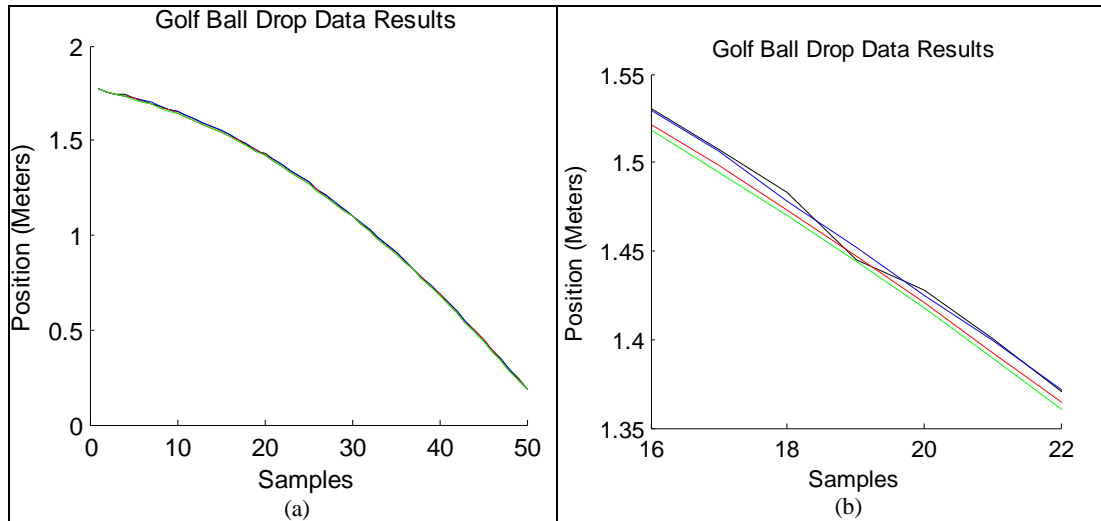 Golf Ball Drop Data Results
2
1.5
1
0.5
0
Position (Meters)
0 10 20 30 40 50
Samples
(a)
Golf Ball Drop Data Results
1.55
1.5
1.45
1.4
1.35
Position (Meters)
16 18 20 22
Samples
(b)